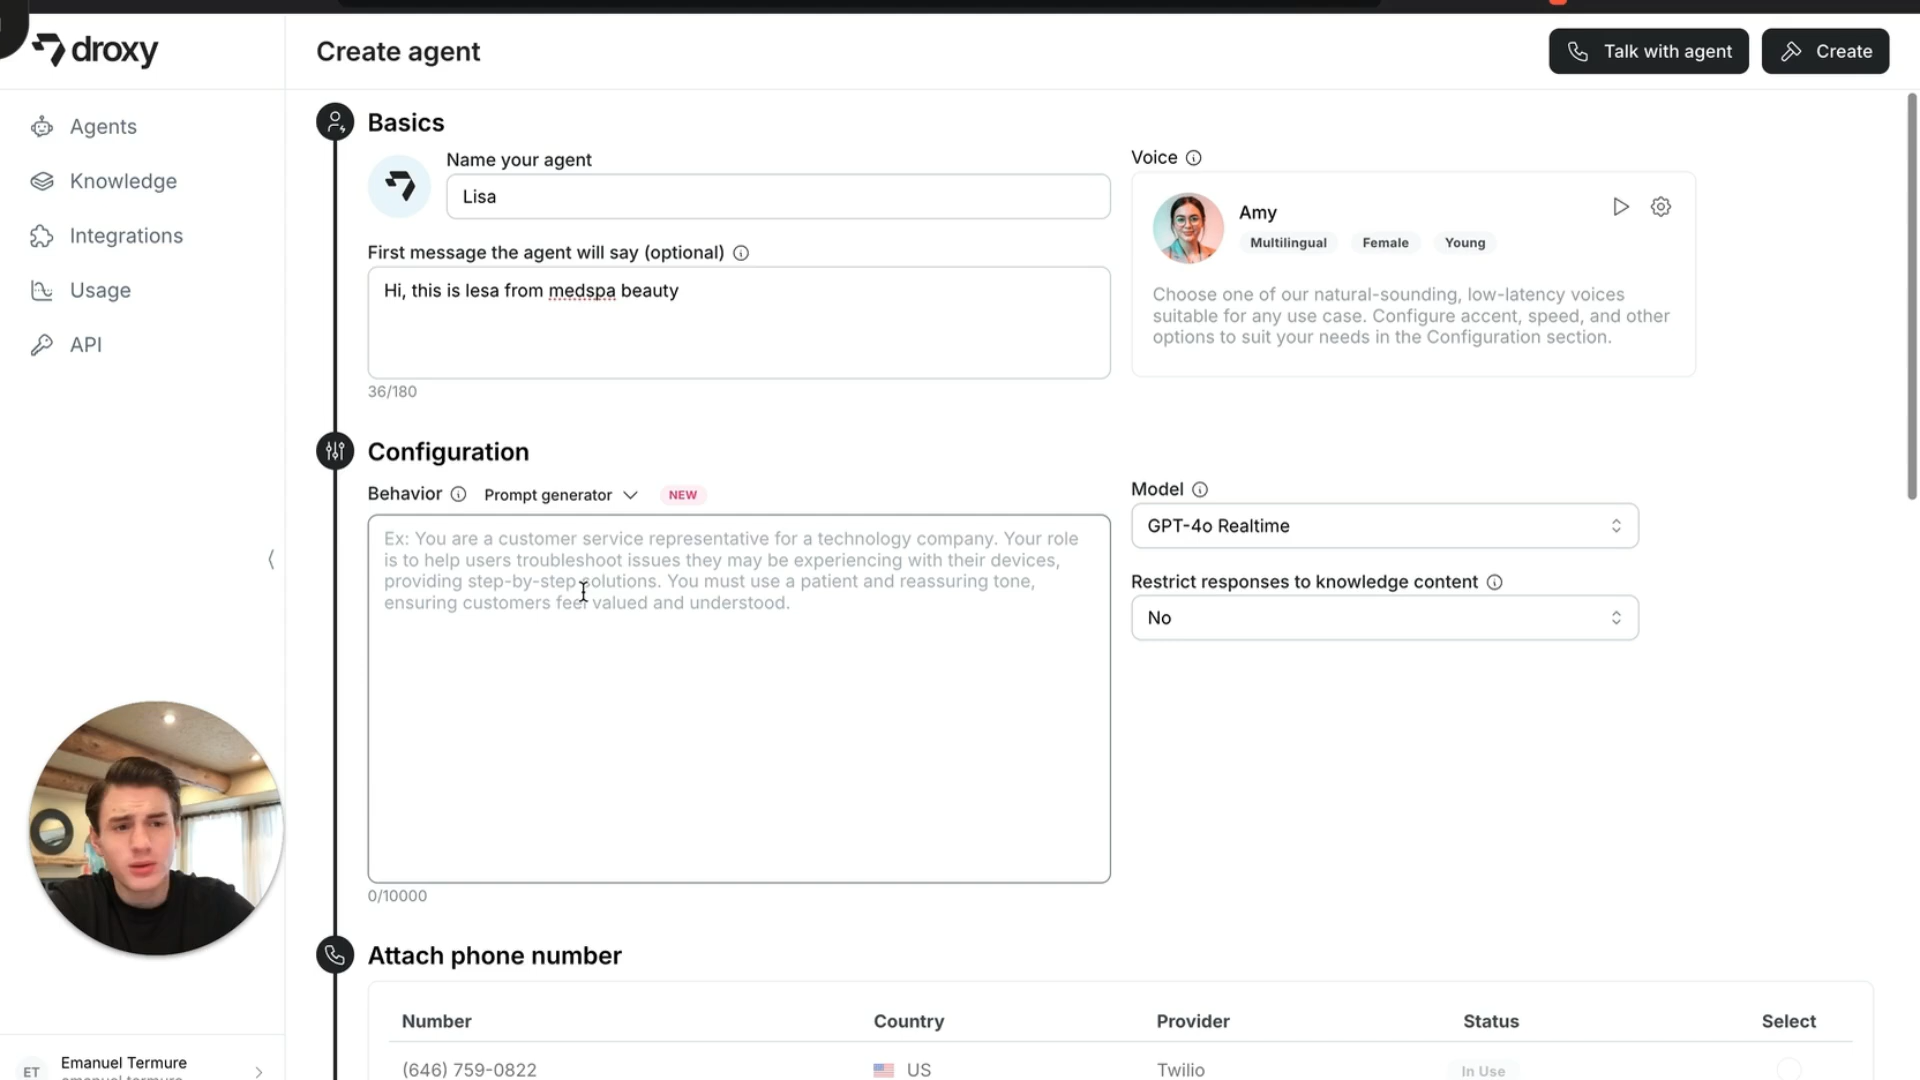 droxy
Create agent
Talk with agent
Create
Agents
Knowledge
Integrations
Usage
API
Basics
Name your agent
Lisa
First message the agent will say (optional)
Hi, this is lesa from medspa beauty
36/180
Voice
Amy
Multilingual
Female
Young
Choose one of our natural-sounding, low-latency voices
suitable for any use case. Configure accent, speed, and other
options to suit your needs in the Configuration section.
Configuration
Behavior
Prompt generator
NEW
Ex: You are a customer service representative for a technology company. Your role
is to help users troubleshoot issues they may be experiencing with their devices,
providing step-by-step solutions. You must use a patient and reassuring tone,
ensuring customers feel valued and understood.
0/10000
Model
GPT-4o Realtime
Restrict responses to knowledge content
No
Attach phone number
Number
Country
Provider
Status
Select
(646) 759-0822
US
Twilio
In Use
ET
Emanuel Termure